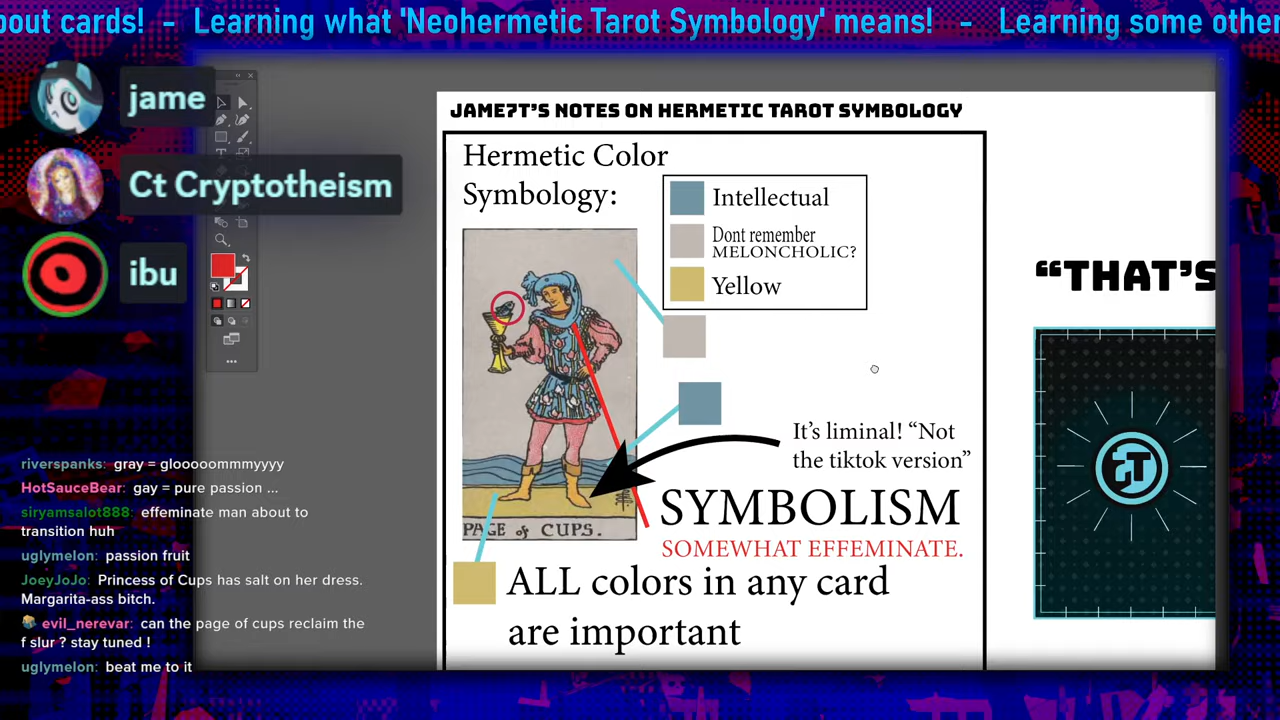 bout cards! - Learning what 'Neohermetic Tarot Symbology' means! - Learning some other
jame
Ct Cryptotheism
ibu
JAME7T'S NOTES ON HERMETIC TAROT SYMBOLOGY
Hermetic Color
Symbology:
Intellectual
Dont remember
MELONCHOLIC?
Yellow
"THAT'S
It's liminal! "Not
the tiktok version"
SYMBOLISM
PAGE of CUPS.
SOMEWHAT EFFEMINATE.
ALL colors in any card
are important
7T
riverspanks: gray = glooooommmyyyy
HotSauceBear: gay = pure passion ...
siryamsalot888: effeminate man about to
transition huh
uglymelon: passion fruit
JoeyJoJo: Princess of Cups has salt on her dress.
Margarita-ass bitch.
evil_nerevar: can the page of cups reclaim the
f slur ? stay tuned !
uglymelon: beat me to it